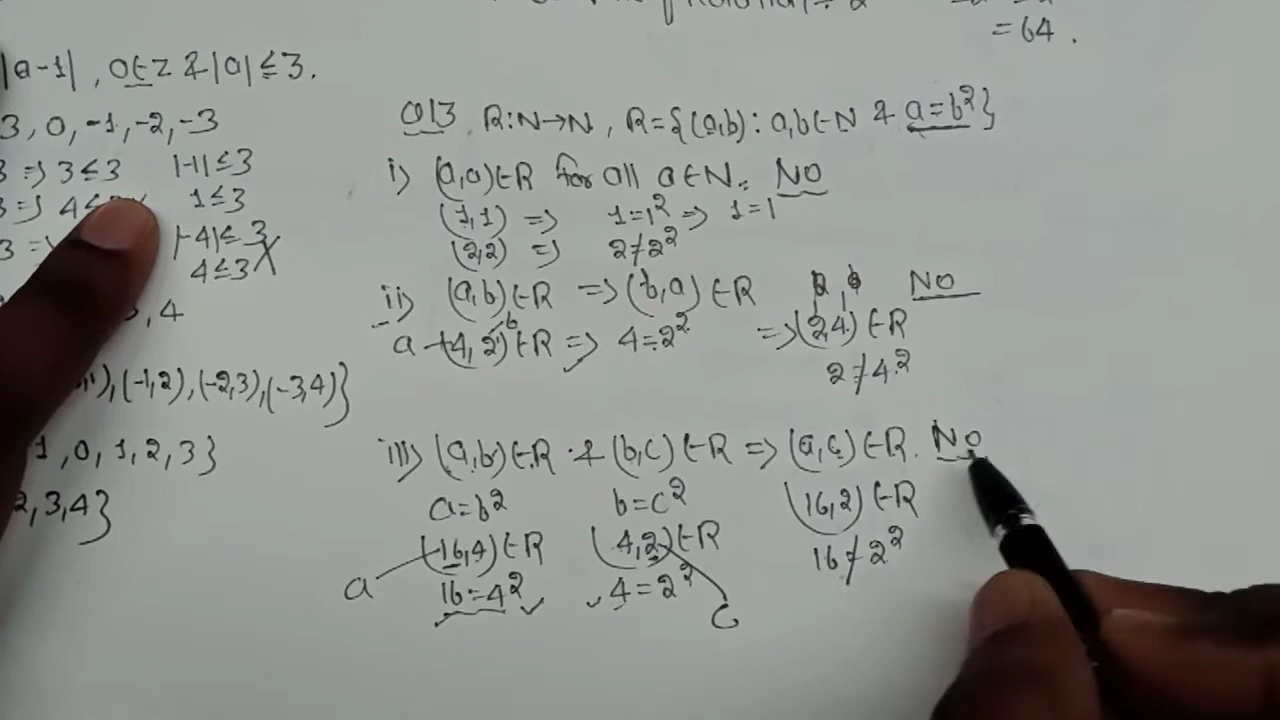 = 64 .
|a-1| , a∈z & |a| ≤ 3 .
3, 0, -1, -2, -3
3 => 3 ≤ 3 |-1| ≤ 3
=> 4 ≤ 1 ≤ 3
3 = |-4| ≤ 3
4 ≤ 3 X
, 4
), (-1,2), (-2,3), (-3,4)}
1, 0, 1, 2, 3}
2, 3, 4}
Q13 R:N→N , R={(a,b) : a,b∈N & a=b²}
i) (a,a)∈R for all a∈N. NO
(1,1) => 1=1² => 1=1
(2,2) => 2≠2²
ii) (a,b)∈R => (b,a)∈R NO
a (4,2) b ∈R => 4=2² => (2,4)∈R
2≠4²
iii) (a,b)∈R & (b,c)∈R => (a,c)∈R. NO
a=b² b=c² (16,2)∈R
(16,4)∈R (4,2)∈R 16≠2²
a 16=4² ✓ ✓ 4=2² C